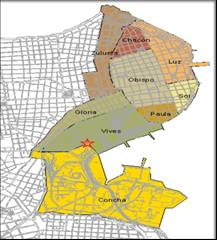 Chacón
Zulueta
Luz
Obispo
Sol
Gloria
Paula
Vives
Concha